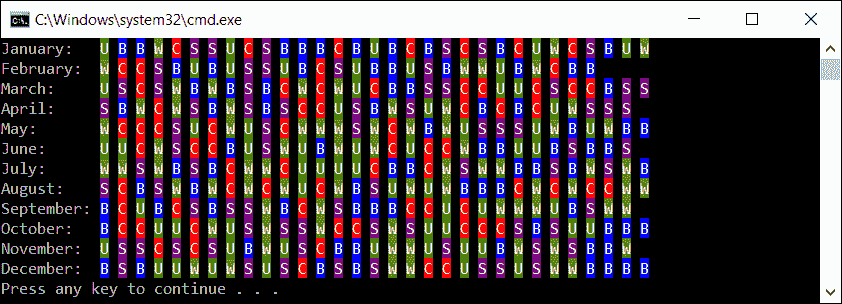 C:\Windows\system32\cmd.exe
January: U B B W C S S U C S B B B C B U B C B S C S B C U W C S B U W
February: W C C S B U B U S S U B C S U B B U S B W W U B W C B B
March: U S C S W B W B S B C W C W U C B B S S C C U U C S C C B S S
April: S B W C W S B W S B S C C U S B W S U W C B C B C U W S S S
May: W C C C S U C W U S C W W W S W C W B W U S S S U W B U W B B
June: U U C W S C C B U S W U B W U W C U C C W B B U U B S B B S
July: W W S W B S B C W W C U U U U C B B C W S W W B B S B W S W B
August: S C B S W B W C W C W U C W B S U W U W B B B C W C W C C W W
September: B C U B C S B S S W B C W S B B B C C U C U W W W U B S W W
October: B C C U U C W U S W S S W C C S W S U U C C C S B S U U B B B
November: U S S C S C S U B W U S C B B U W W U S U U B W S W S B B W
December: B S B U U W U W S U S C B S B S W W C C U S S U S W W B B B B
Press any key to continue . . .